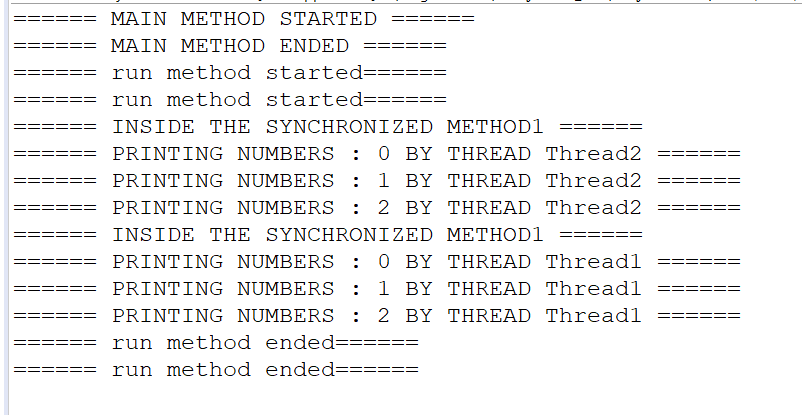 ====== MAIN METHOD STARTED ======
====== MAIN METHOD ENDED ======
====== run method started======
====== run method started======
====== INSIDE THE SYNCHRONIZED METHOD1 ======
====== PRINTING NUMBERS : 0 BY THREAD Thread2 ======
====== PRINTING NUMBERS : 1 BY THREAD Thread2 ======
====== PRINTING NUMBERS : 2 BY THREAD Thread2 ======
====== INSIDE THE SYNCHRONIZED METHOD1 ======
====== PRINTING NUMBERS : 0 BY THREAD Thread1 ======
====== PRINTING NUMBERS : 1 BY THREAD Thread1 ======
====== PRINTING NUMBERS : 2 BY THREAD Thread1 ======
====== run method ended======
====== run method ended======